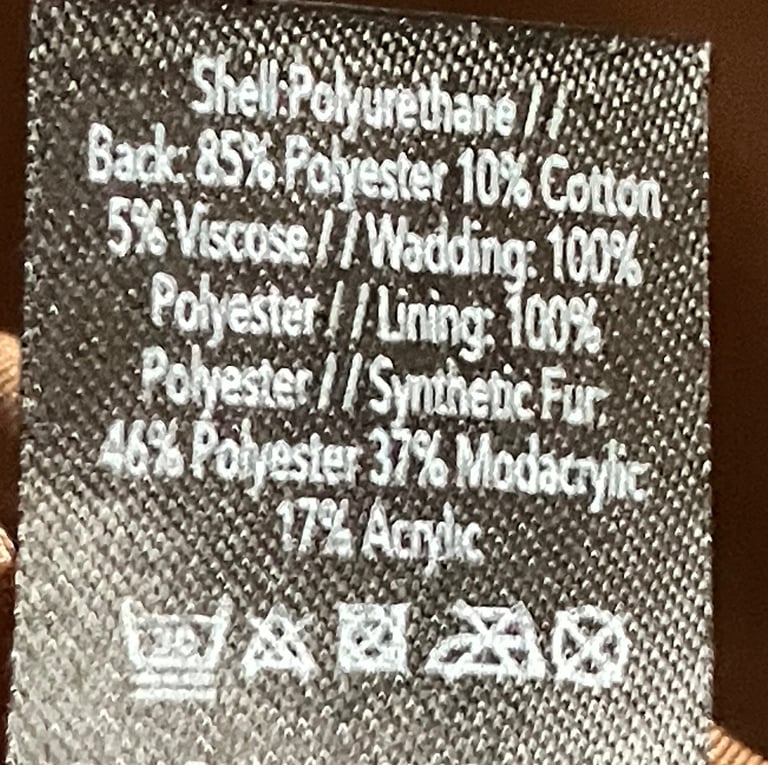 Shell:Polyurethane //
Back: 85% Polyester 10% Cotton
5% Viscose // Wadding: 100%
Polyester // Lining: 100%
Polyester // Synthetic Fur:
46% Polyester 37% Modacrylic
17% Acrylic